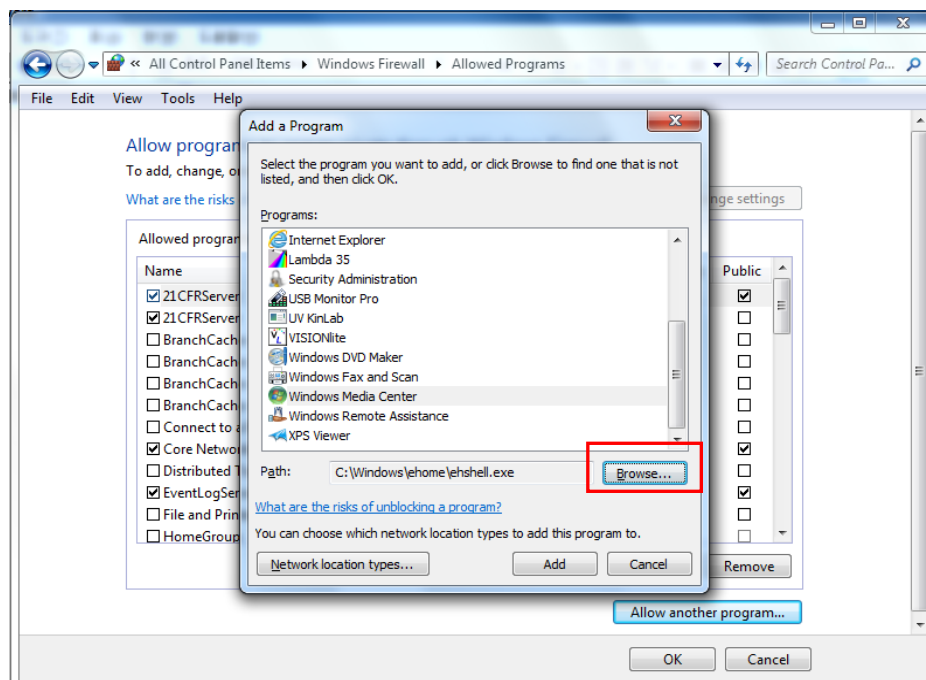 « All Control Panel Items ▸ Windows Firewall ▸ Allowed Programs
Search Control Pa...
File Edit View Tools Help
Add a Program
Allow program
To add, change, o
What are the risks
nge settings
Select the program you want to add, or click Browse to find one that is not
listed, and then click OK.
Programs:
Internet Explorer
Lambda 35
Security Administration
USB Monitor Pro
UV KinLab
VISIONlite
Windows DVD Maker
Windows Fax and Scan
Windows Media Center
Windows Remote Assistance
XPS Viewer
Path: C:\Windows\ehome\ehshell.exe Browse...
What are the risks of unblocking a program?
You can choose which network location types to add this program to.
Network location types... Add Cancel
Allowed program
Name Public
21CFRServer
21CFRServer
BranchCach
BranchCach
BranchCach
BranchCach
Connect to a
Core Networ
Distributed T
EventLogSer
File and Prin
HomeGroup
Remove
Allow another program...
OK Cancel